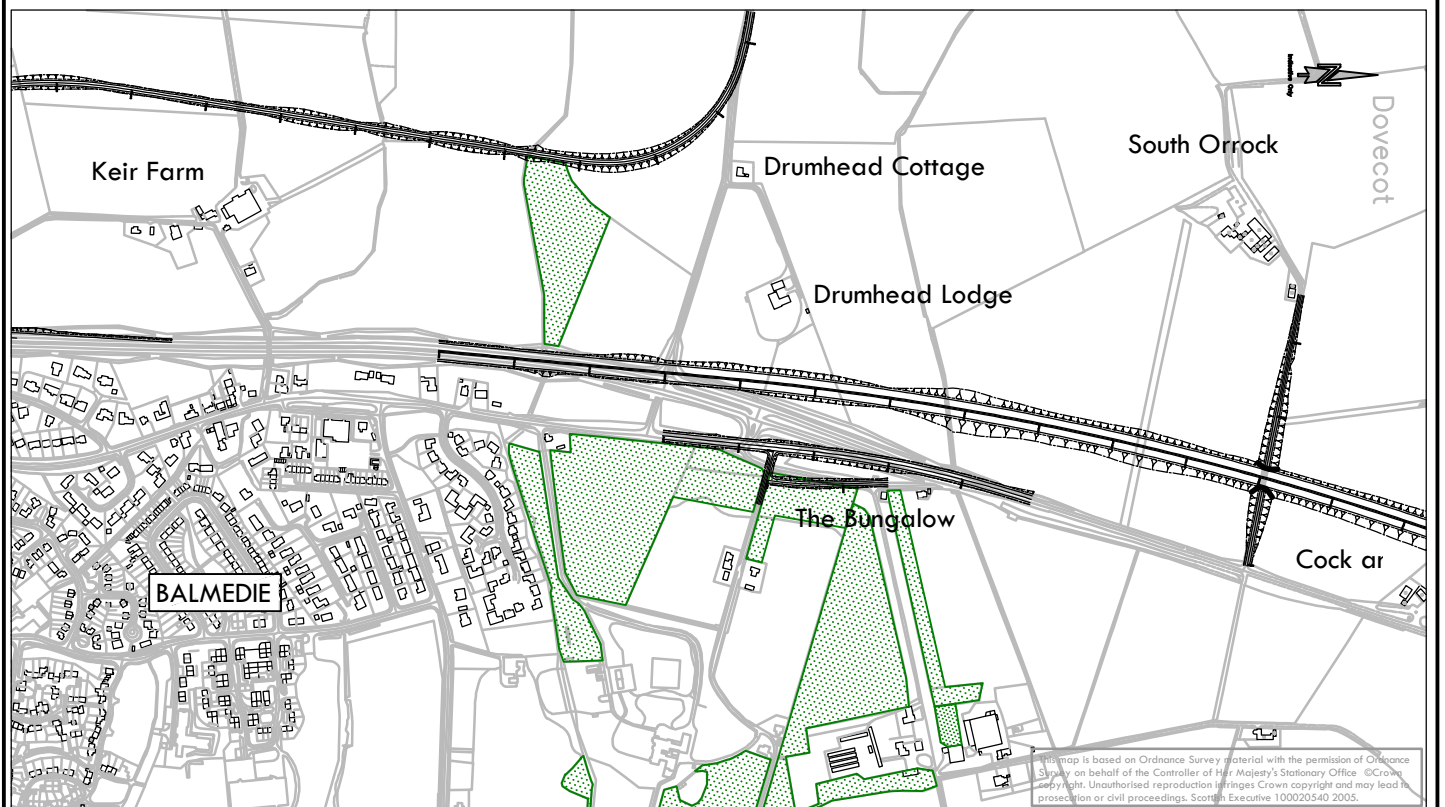 Indicative Only
N
Dovecot
South Orrock
Keir Farm
Drumhead Cottage
Drumhead Lodge
The Bungalow
Cock ar
BALMEDIE
This map is based on Ordnance Survey material with the permission of Ordnance
Survey on behalf of the Controller of Her Majesty's Stationary Office ©Crown
copyright. Unauthorised reproduction infringes Crown copyright and may lead to
prosecution or civil proceedings. Scottish Executive 100020540 2005.